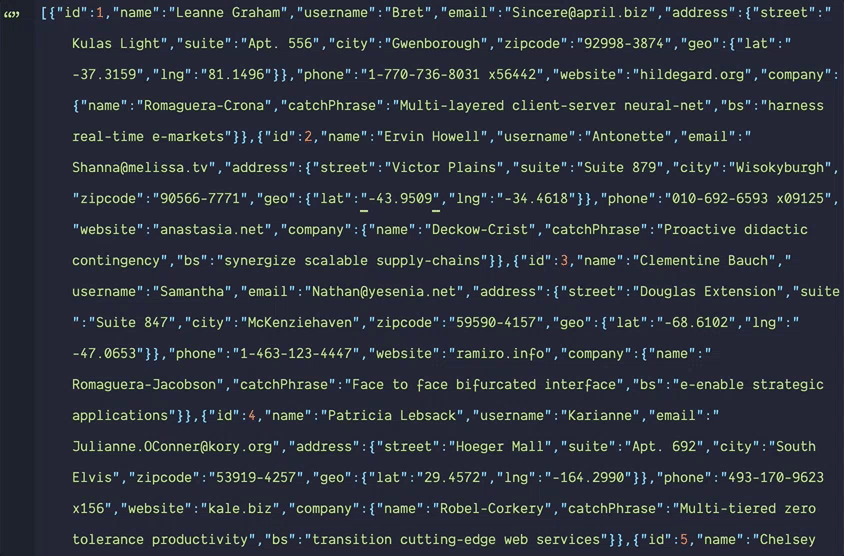 [{"id":1,"name":"Leanne Graham","username":"Bret","email":"Sincere@april.biz","address":{"street":"
Kulas Light","suite":"Apt. 556","city":"Gwenborough","zipcode":"92998-3874","geo":{"lat":"
-37.3159","lng":"81.1496"}},"phone":"1-770-736-8031 x56442","website":"hildegard.org","company":
{"name":"Romaguera-Crona","catchPhrase":"Multi-layered client-server neural-net","bs":"harness
real-time e-markets"}},{"id":2,"name":"Ervin Howell","username":"Antonette","email":"
Shanna@melissa.tv","address":{"street":"Victor Plains","suite":"Suite 879","city":"Wisokyburgh",
"zipcode":"90566-7771","geo":{"lat":"-43.9509","lng":"-34.4618"}},"phone":"010-692-6593 x09125",
"website":"anastasia.net","company":{"name":"Deckow-Crist","catchPhrase":"Proactive didactic
contingency","bs":"synergize scalable supply-chains"}},{"id":3,"name":"Clementine Bauch","
username":"Samantha","email":"Nathan@yesenia.net","address":{"street":"Douglas Extension","suite
":"Suite 847","city":"McKenziehaven","zipcode":"59590-4157","geo":{"lat":"-68.6102","lng":"
-47.0653"}},"phone":"1-463-123-4447","website":"ramiro.info","company":{"name":"
Romaguera-Jacobson","catchPhrase":"Face to face bifurcated interface","bs":"e-enable strategic
applications"}},{"id":4,"name":"Patricia Lebsack","username":"Karianne","email":"
Julianne.OConner@kory.org","address":{"street":"Hoeger Mall","suite":"Apt. 692","city":"South
Elvis","zipcode":"53919-4257","geo":{"lat":"29.4572","lng":"-164.2990"}},"phone":"493-170-9623
x156","website":"kale.biz","company":{"name":"Robel-Corkery","catchPhrase":"Multi-tiered zero
tolerance productivity","bs":"transition cutting-edge web services"}},{"id":5,"name":"Chelsey